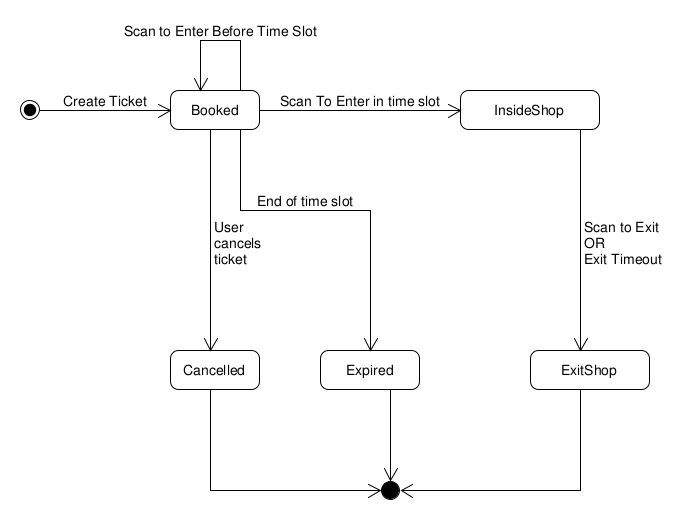 Scan to Enter Before Time Slot
Create Ticket
Booked
Scan To Enter in time slot
InsideShop
End of time slot
User
cancels
ticket
Scan to Exit
OR
Exit Timeout
Cancelled
Expired
ExitShop